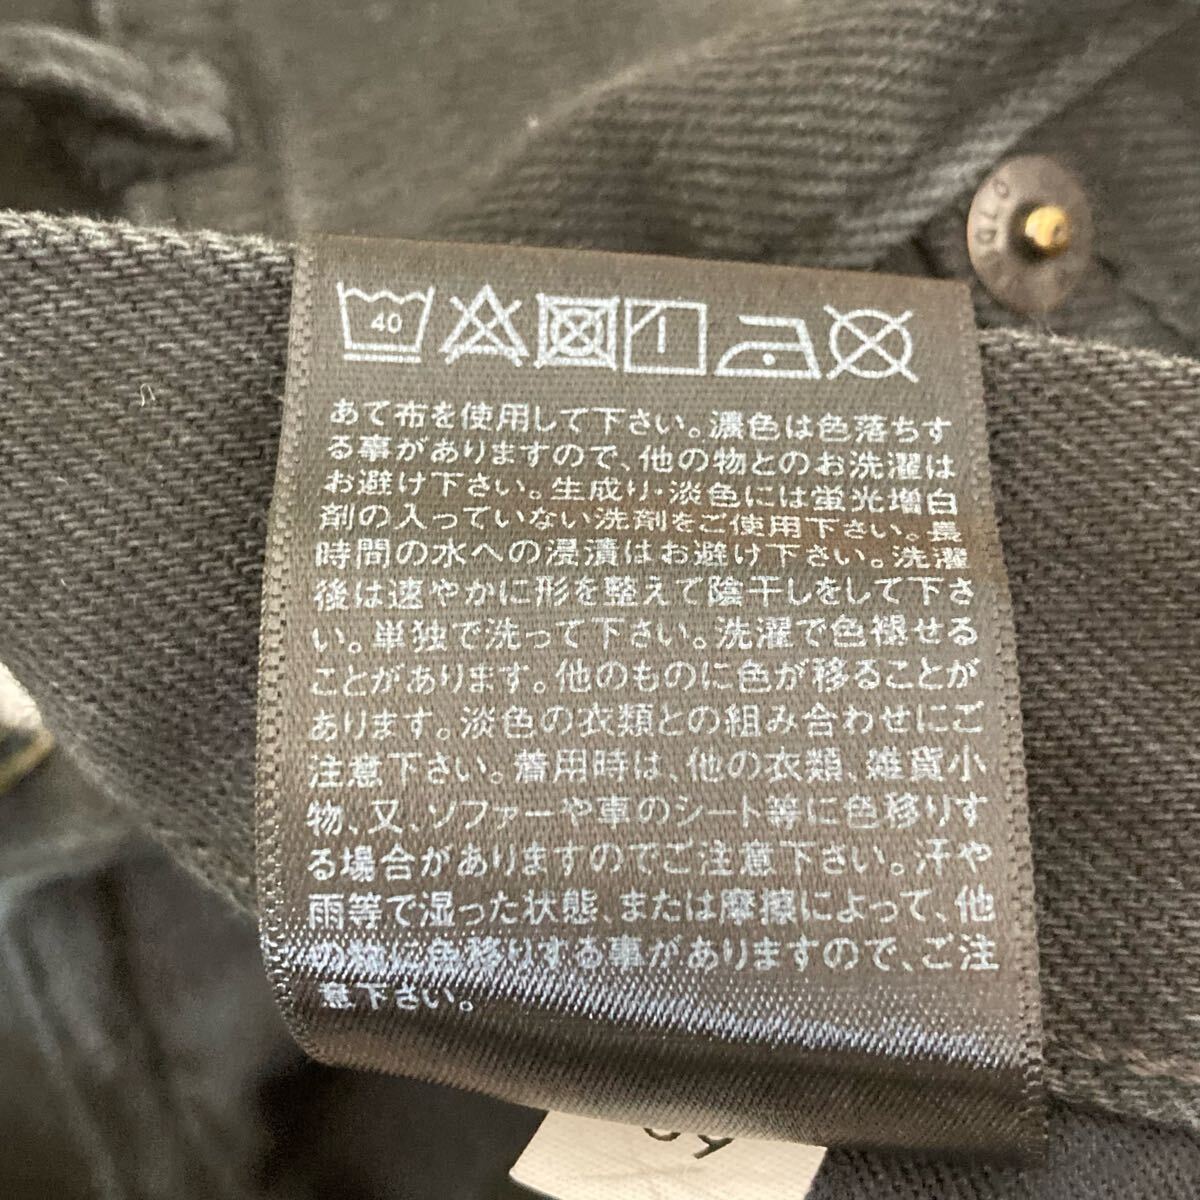 40
あて布を使用して下さい。濃色は色落ちす
る事がありますので、他の物とのお洗濯は
お避け下さい。生成り・淡色には蛍光増白
剤の入っていない洗剤をご使用下さい。長
時間の水への浸漬はお避け下さい。洗濯
後は速やかに形を整えて陰干しをして下さ
い。単独で洗って下さい。洗濯で色褪せる
ことがあります。他のものに色が移ることが
あります。淡色の衣類との組み合わせにご
注意下さい。着用時は、他の衣類、雑貨小
物、又、ソファーや車のシート等に色移りす
る場合がありますのでご注意下さい。汗や
雨等で湿った状態、または摩擦によって、他
の物に色移りする事がありますので、ご注
意下さい。